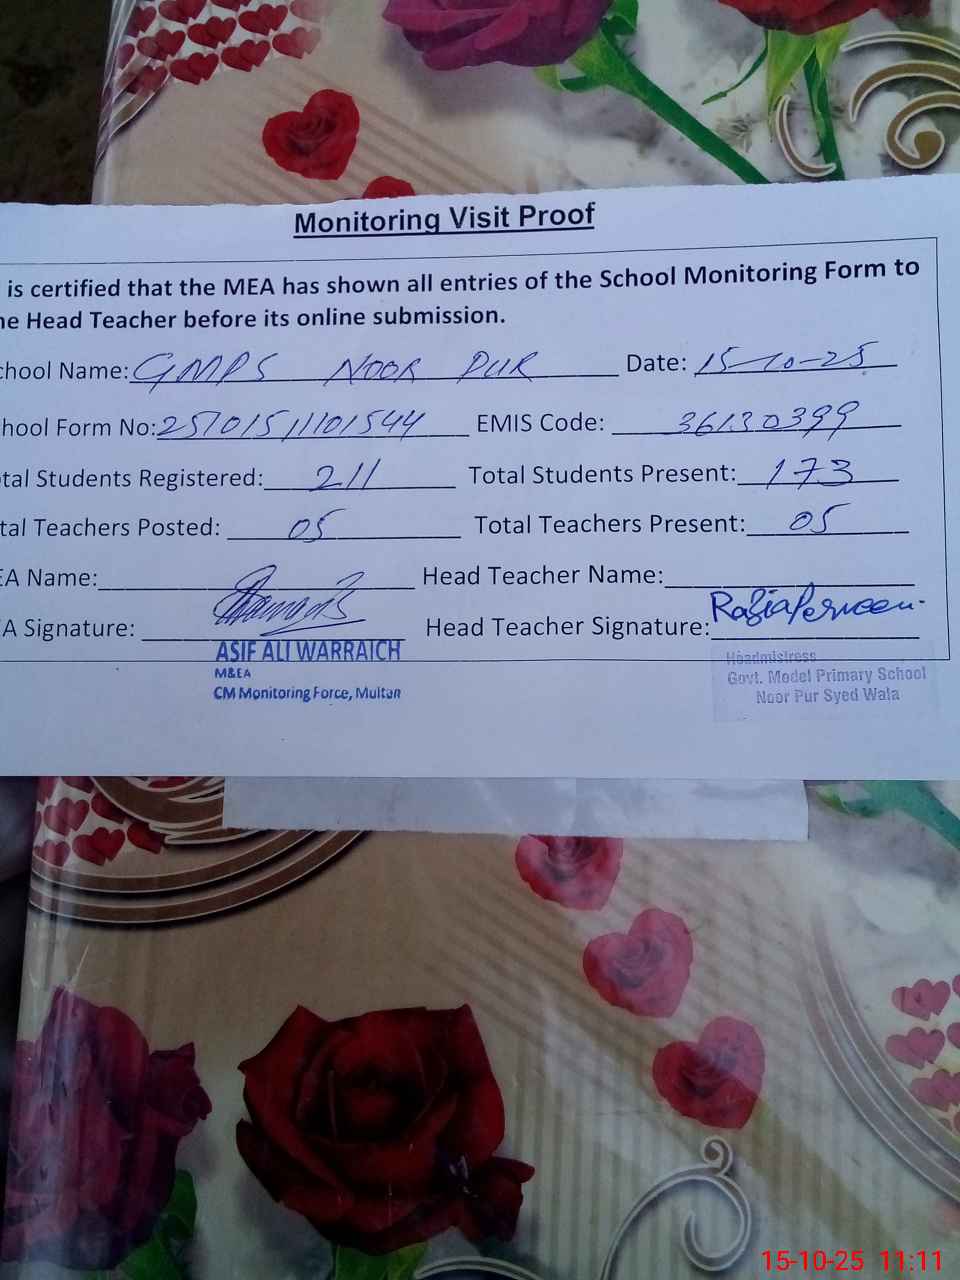 Monitoring Visit Proof
is certified that the MEA has shown all entries of the School Monitoring Form to
he Head Teacher before its online submission.
chool Name: GMPS NOOR PUR Date: 15-10-25
hool Form No: 2570151110 1544 EMIS Code: 36130399
tal Students Registered: 211 Total Students Present: 173
tal Teachers Posted: 05 Total Teachers Present: 05
EA Name: Head Teacher Name:
A Signature: Head Teacher Signature: Razia Perveen
ASIF ALI WARRAICH
M&EA
CM Monitoring Force, Multan
Headmistress
Govt. Model Primary School
Noor Pur Syed Wala
15-10-25 11:11